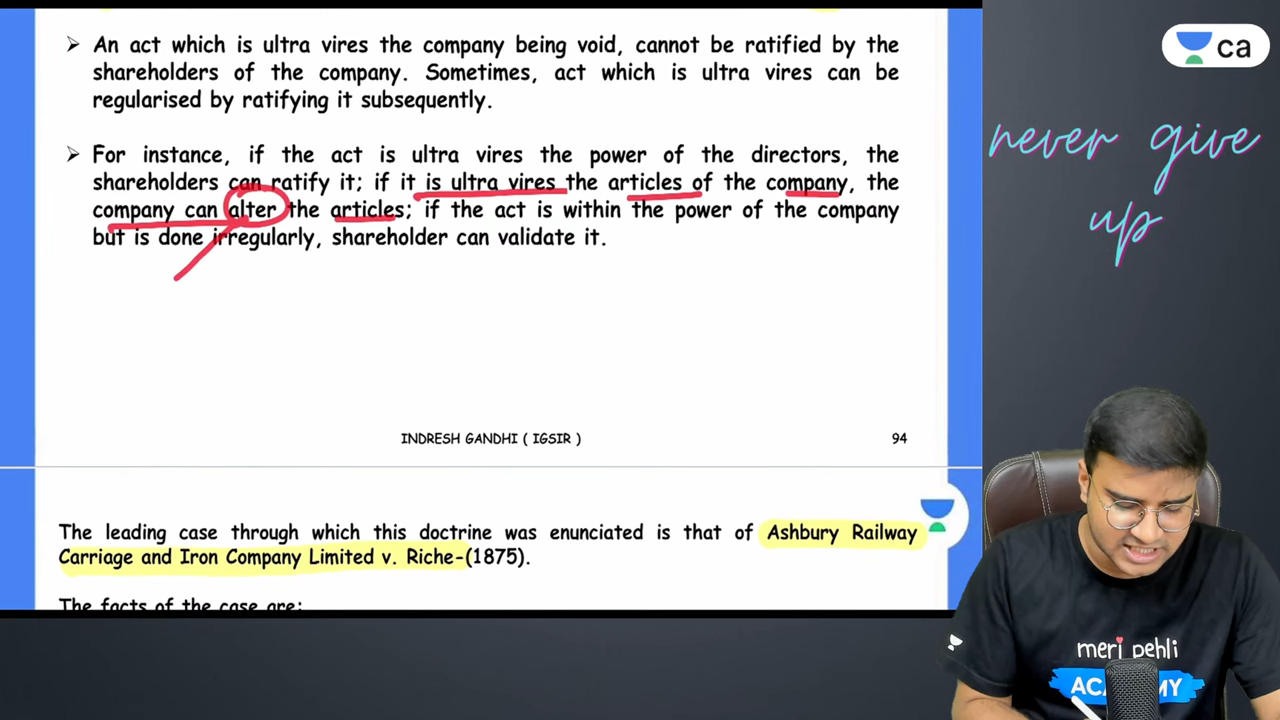 ➢ An act which is ultra vires the company being void, cannot be ratified by the
shareholders of the company. Sometimes, act which is ultra vires can be
regularised by ratifying it subsequently.
➢ For instance, if the act is ultra vires the power of the directors, the
shareholders can ratify it; if it is ultra vires the articles of the company, the
company can alter the articles; if the act is within the power of the company
but is done irregularly, shareholder can validate it.
INDRESH GANDHI ( IGSIR )
94
The leading case through which this doctrine was enunciated is that of Ashbury Railway
Carriage and Iron Company Limited v. Riche-(1875).
The facts of the case are:
ca
never give
up
meri pehli